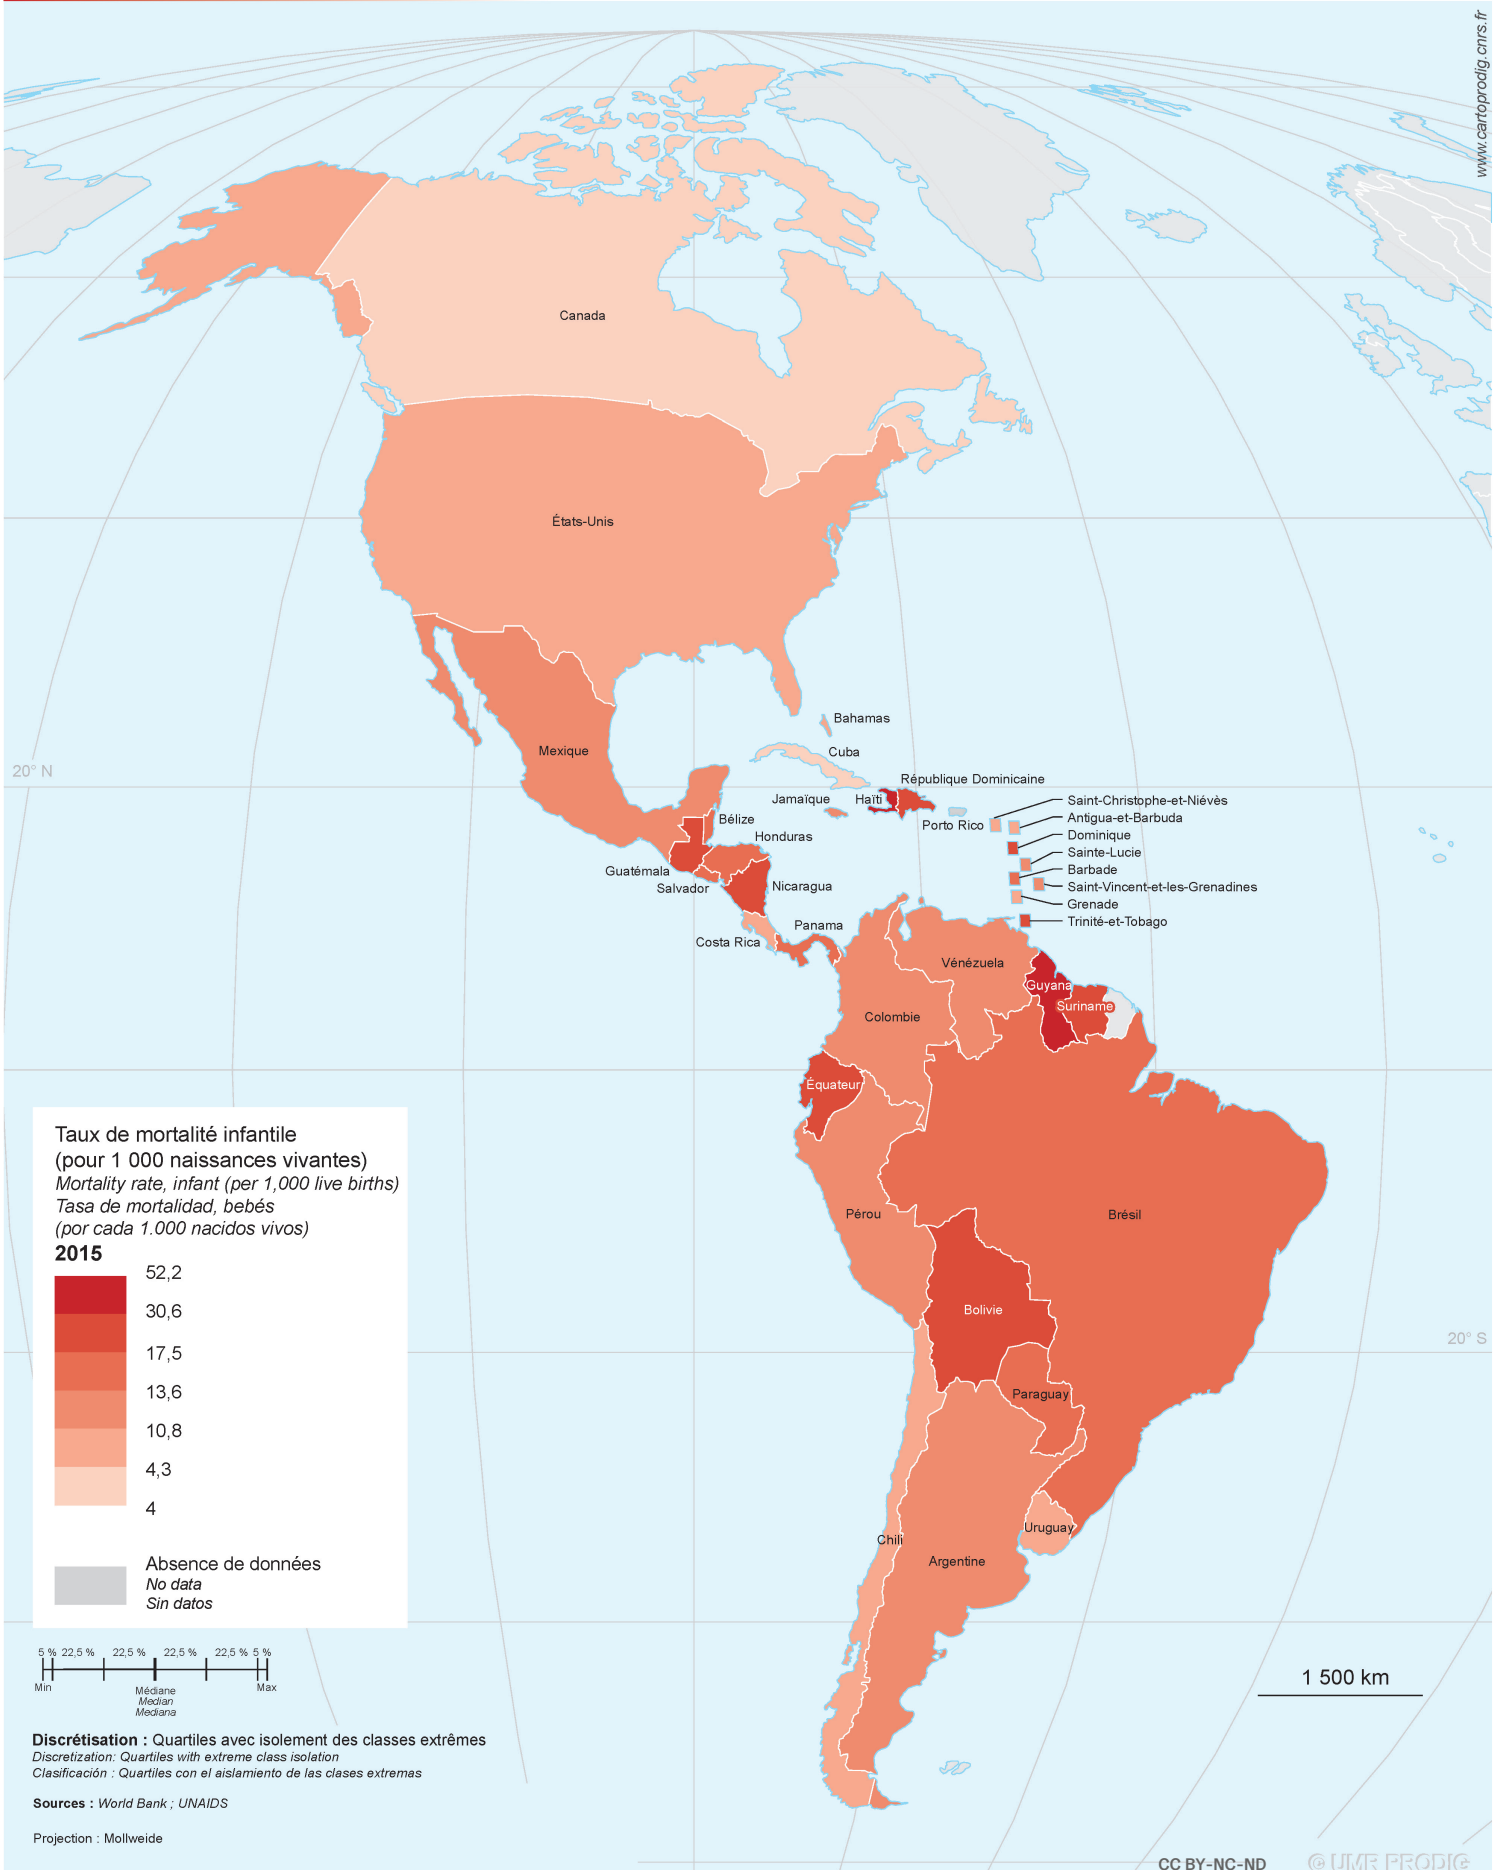 www.cartoprodig.cnrs.fr
Canada
États-Unis
Bahamas
Mexique
Cuba
20° N
République Dominicaine
Jamaïque
Haïti
Saint-Christophe-et-Niévès
Bélize
Porto Rico
Antigua-et-Barbuda
Honduras
Dominique
Sainte-Lucie
Guatémala
Barbade
Salvador
Nicaragua
Saint-Vincent-et-les-Grenadines
Grenade
Panama
Trinité-et-Tobago
Costa Rica
Vénézuela
Guyana
Suriname
Colombie
Équateur
Pérou
Brésil
Bolivie
20° S
Paraguay
Uruguay
Chili
Argentine
Taux de mortalité infantile
(pour 1 000 naissances vivantes)
Mortality rate, infant (per 1,000 live births)
Tasa de mortalidad, bebés
(por cada 1.000 nacidos vivos)
2015
52,2
30,6
17,5
13,6
10,8
4,3
4
Absence de données
No data
Sin datos
5 % 22,5 % 22,5 % 22,5 % 22,5 % 5 %
Min
Médiane
Median
Mediana
Max
1 500 km
Discrétisation : Quartiles avec isolement des classes extrêmes
Discretization: Quartiles with extreme class isolation
Clasificación : Quartiles con el aislamiento de las clases extremas
Sources : World Bank ; UNAIDS
Projection : Mollweide
CC BY-NC-ND
© UMR PRODIG